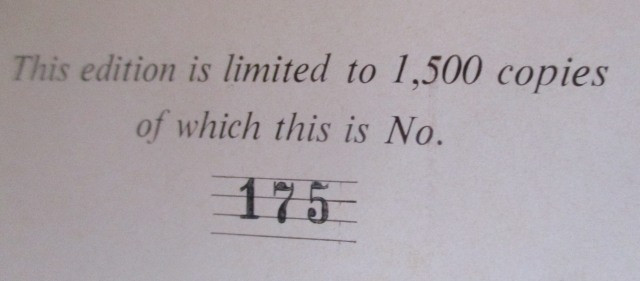 This edition is limited to 1,500 copies
of which this is No.
175